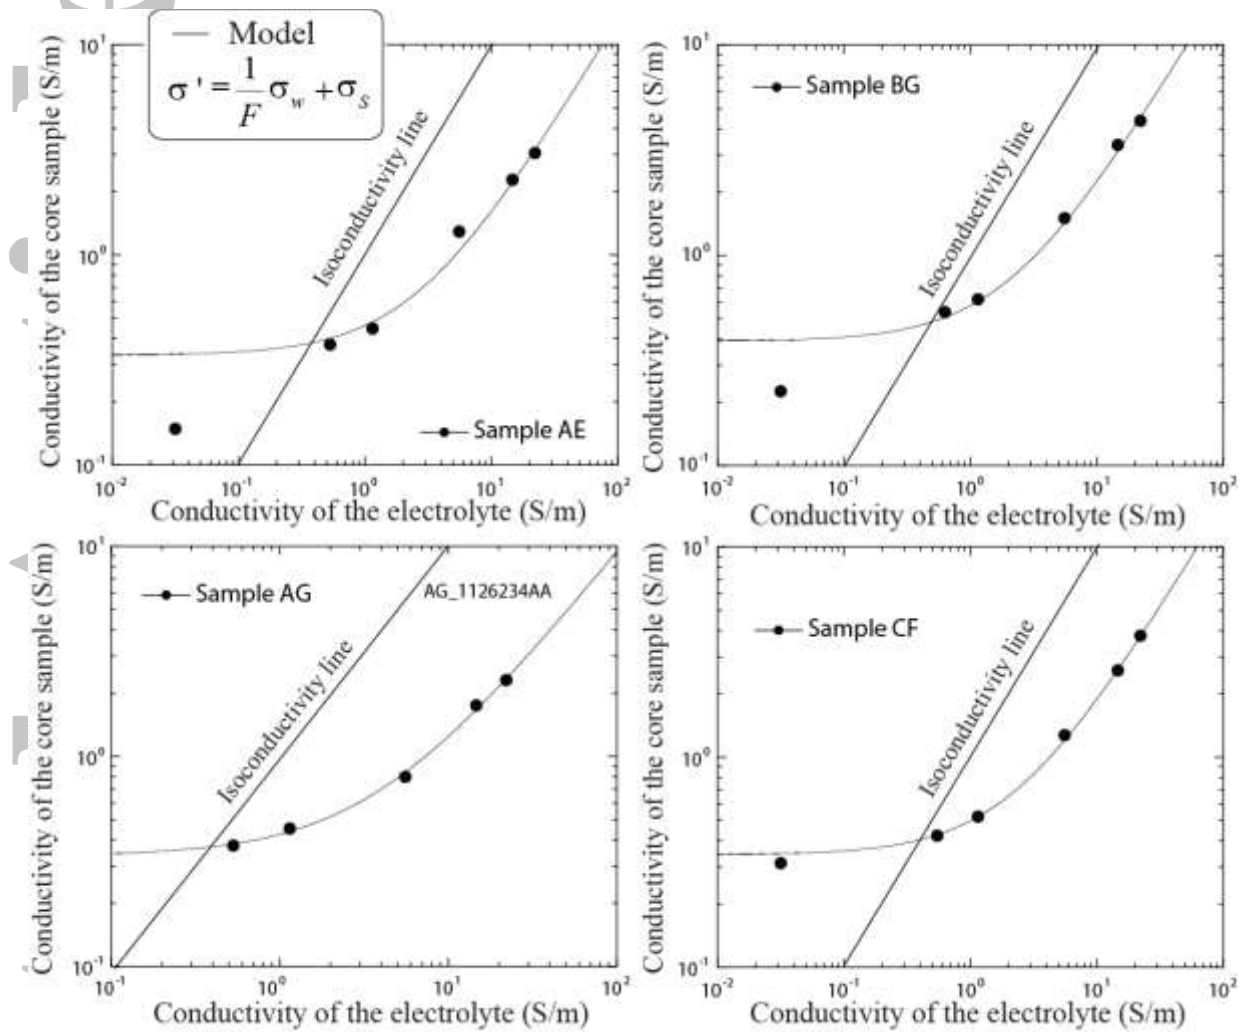 Model
σ' = 1/F σ_w + σ_S
Conductivity of the core sample (S/m)
10^1
10^0
10^-1
Isoconductivity line
Sample AE
10^-2 10^-1 10^0 10^1 10^2
Conductivity of the electrolyte (S/m)
Conductivity of the core sample (S/m)
10^1
10^0
10^-1
Sample BG
Isoconductivity line
10^-2 10^-1 10^0 10^1 10^2
Conductivity of the electrolyte (S/m)
Conductivity of the core sample (S/m)
10^1
10^0
10^-1
Sample AG
AG_1126234AA
Isoconductivity line
10^-1 10^0 10^1 10^2
Conductivity of the electrolyte (S/m)
Conductivity of the core sample (S/m)
10^1
10^0
10^-1
Sample CF
Isoconductivity line
10^-2 10^-1 10^0 10^1 10^2
Conductivity of the electrolyte (S/m)